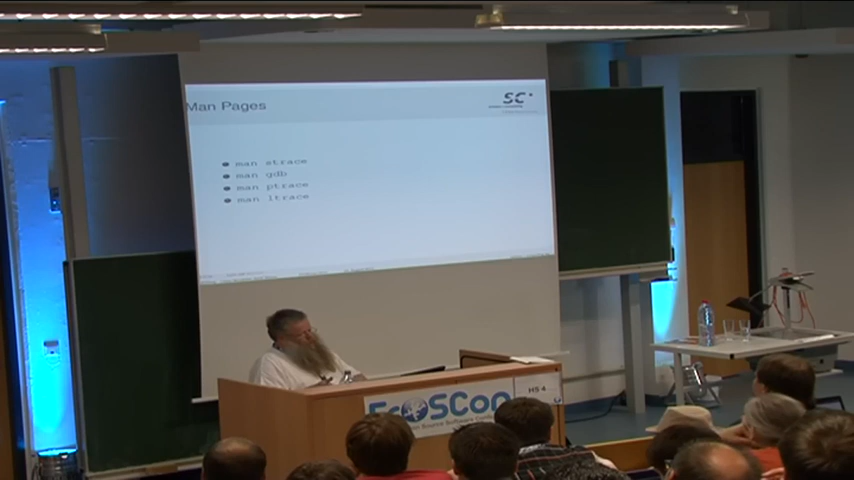 Man Pages
SC
man strace
man gdb
man ptrace
man ltrace
FrOSCon
HS 4